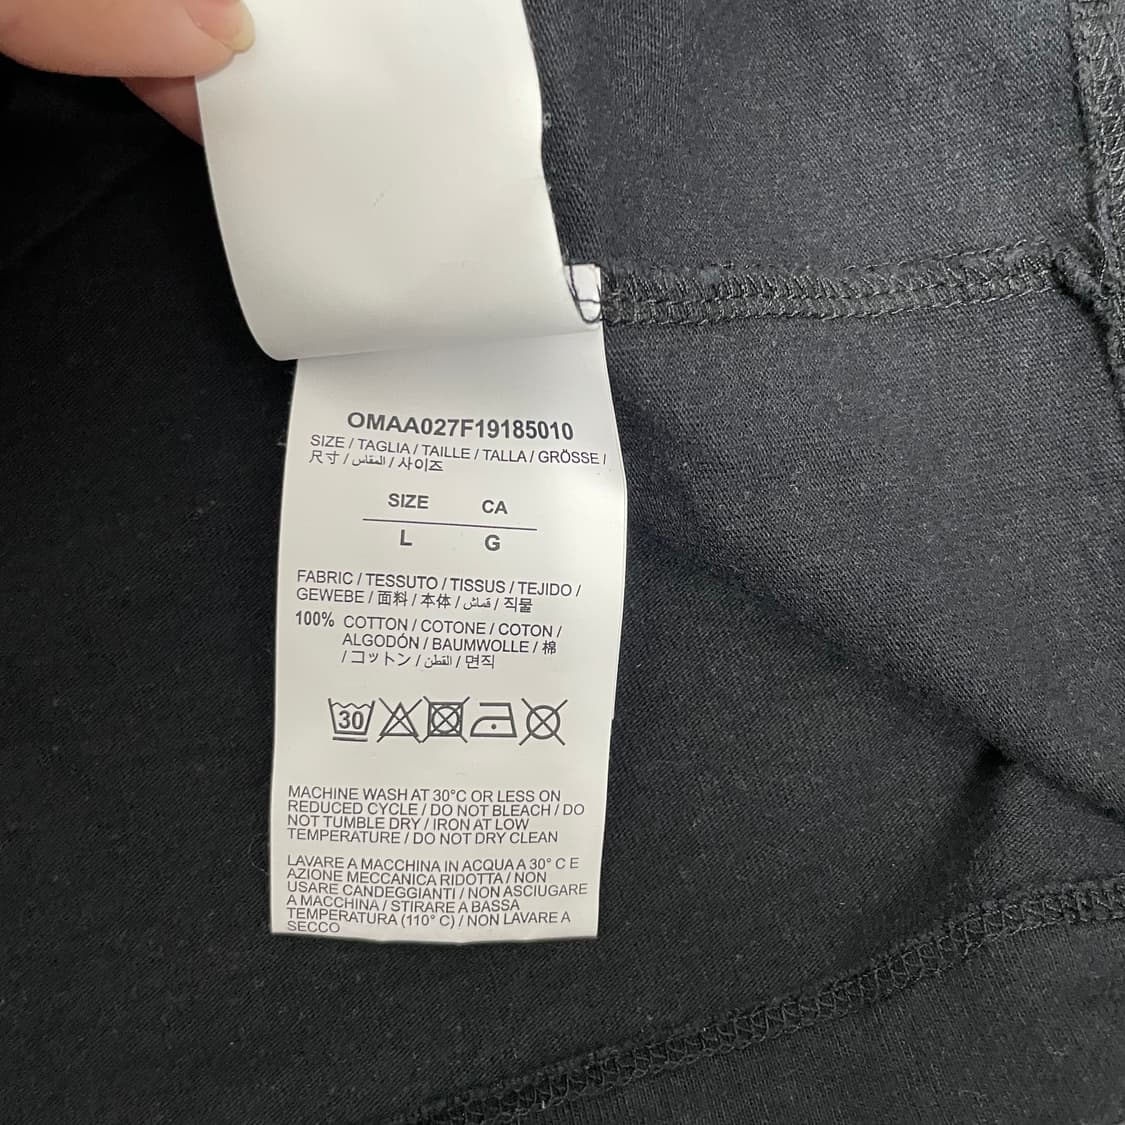 OMAA027F19185010
SIZE / TAGLIA / TAILLE / TALLA / GRÖSSE /
尺寸 / المقاس / 사이즈
SIZE CA
L G
FABRIC / TESSUTO / TISSUS / TEJIDO /
GEWEBE / 面料 / 本体 / قماش / 직물
100% COTTON / COTONE / COTON /
ALGODÓN / BAUMWOLLE / 棉
/ コットン / القطن / 면직
30
MACHINE WASH AT 30°C OR LESS ON
REDUCED CYCLE / DO NOT BLEACH / DO
NOT TUMBLE DRY / IRON AT LOW
TEMPERATURE / DO NOT DRY CLEAN
LAVARE A MACCHINA IN ACQUA A 30° C E
AZIONE MECCANICA RIDOTTA / NON
USARE CANDEGGIANTI / NON ASCIUGARE
A MACCHINA / STIRARE A BASSA
TEMPERATURA (110° C) / NON LAVARE A
SECCO